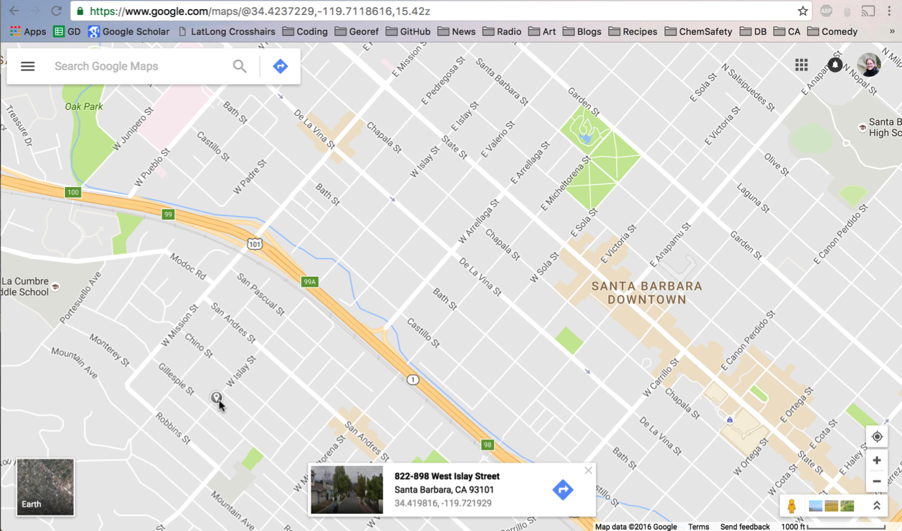 https://www.google.com/maps/@34.4237229,-119.7118616,15.42z
Apps GD Google Scholar LatLong Crosshairs Coding Georef GitHub News Radio Art Blogs Recipes ChemSafety DB CA Comedy »
Search Google Maps
Oak Park
Treasure Dr
W Junipero St
W Pueblo St
Bath St
Castillo St
W Padre St
De La Vina St
Chapala St
State St
E Mission St
E Pedregosa St
Santa Barbara St
E Islay St
E Valerio St
W Islay St
E Arrellaga St
E Micheltorena St
Garden St
E Sola St
N Salsipuedes St
N Nopal St
E Victoria St
Santa B
High Sc
Olive St
Laguna St
E Canon Perdido St
Garden St
E Anapamu St
E Victoria St
E Sola St
W Arrellaga St
Chapala St
W Sola St
De La Vina St
Bath St
Bath St
Castillo St
100
99
101
99A
1
98
La Cumbre
ddle School
Portesuello Ave
Modoc Rd
W Mission St
San Pascual St
San Andres St
Chino St
W Islay St
Monterey St
Mountain Ave
Gillespie St
Robbins St
Mountain Ave
San Andres St
SANTA BARBARA
DOWNTOWN
E Canon Perdido St
W Carrillo St
Chapala St
De La Vina St
W Ortega St
State St
E Ortega St
E Cota St
E Haley St
Earth
822-898 West Islay Street
Santa Barbara, CA 93101
34.419816, -119.721929
Map data ©2016 Google Terms Send feedback 1000 ft